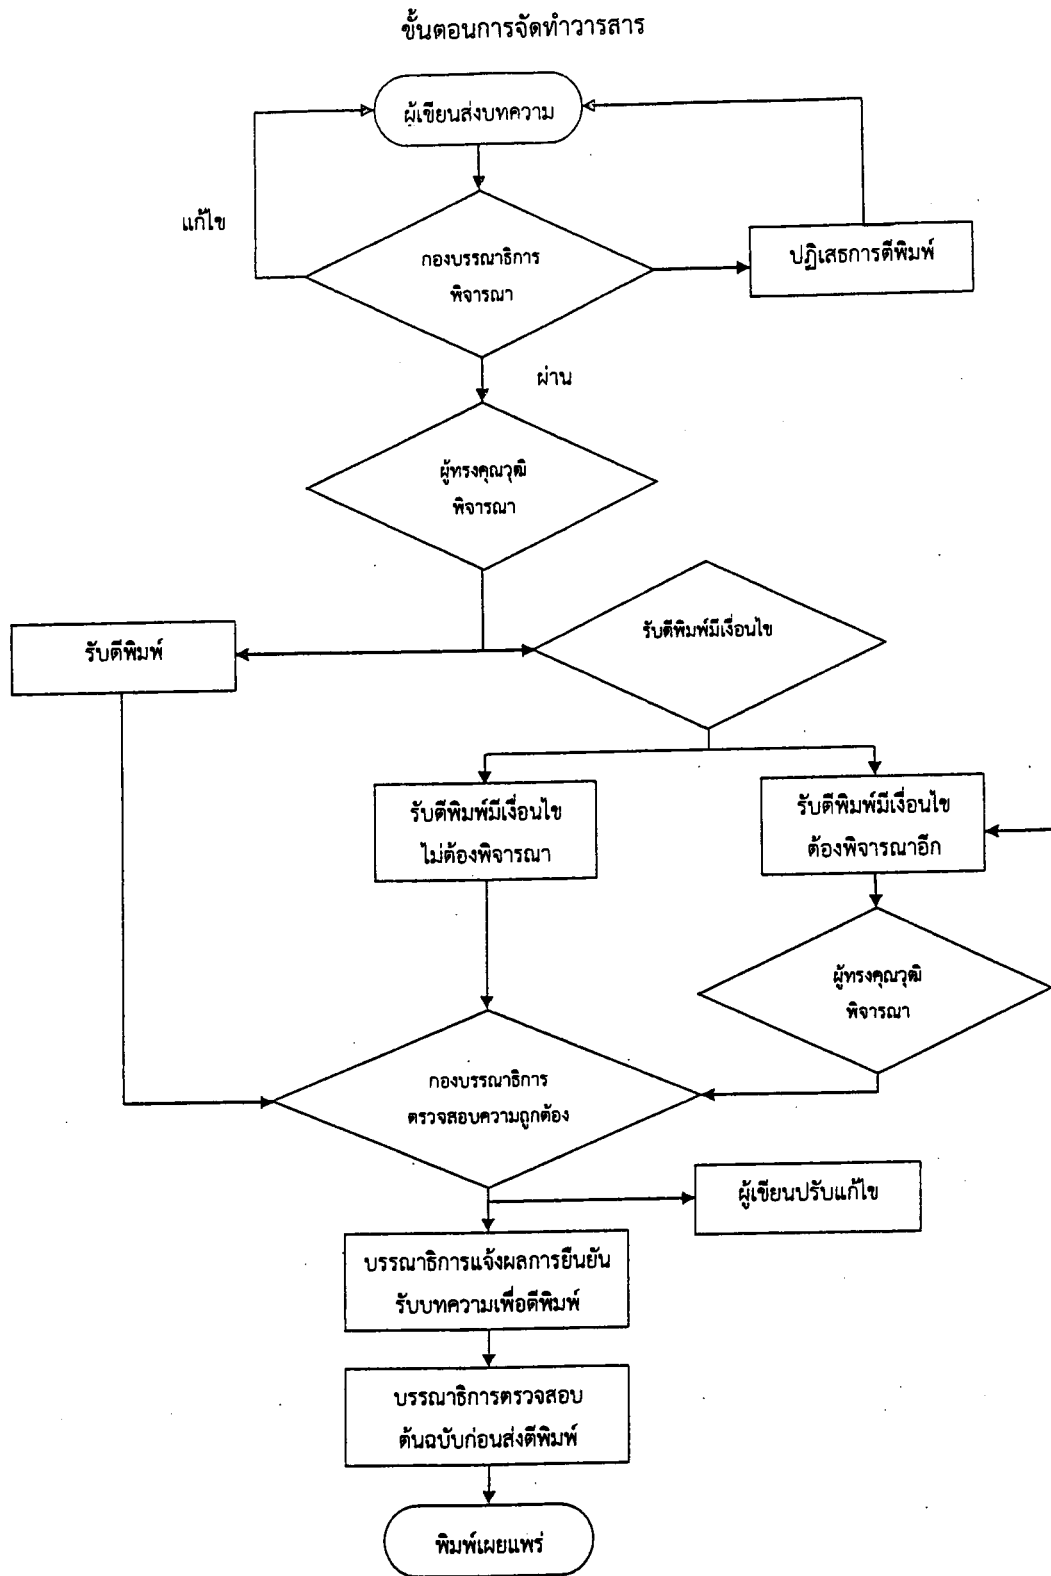 ขั้นตอนการจัดทำวารสาร
ผู้เขียนส่งบทความ
แก้ไข
กองบรรณาธิการ
พิจารณา
ปฏิเสธการตีพิมพ์
ผ่าน
ผู้ทรงคุณวุฒิ
พิจารณา
รับตีพิมพ์
รับตีพิมพ์มีเงื่อนไข
รับตีพิมพ์มีเงื่อนไข
ไม่ต้องพิจารณา
รับตีพิมพ์มีเงื่อนไข
ต้องพิจารณาอีก
ผู้ทรงคุณวุฒิ
พิจารณา
กองบรรณาธิการ
ตรวจสอบความถูกต้อง
ผู้เขียนปรับแก้ไข
บรรณาธิการแจ้งผลการยืนยัน
รับบทความเพื่อตีพิมพ์
บรรณาธิการตรวจสอบ
ต้นฉบับก่อนส่งตีพิมพ์
พิมพ์เผยแพร่